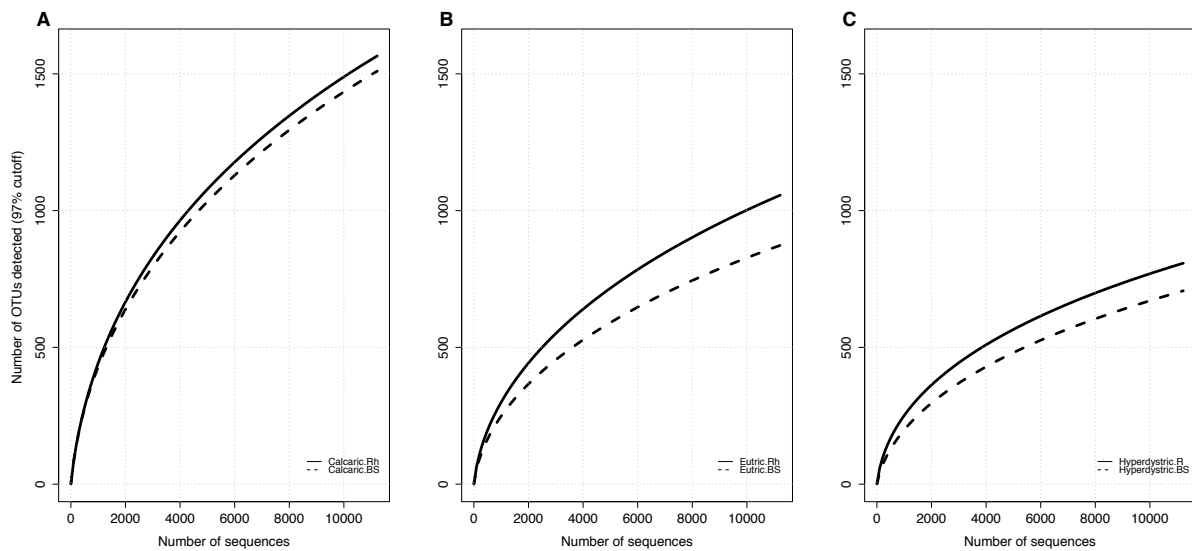 A
Number of OTUs detected (97% cutoff)
1500
1000
500
0
Calcaric.Rh
Calcaric.BS
0 2000 4000 6000 8000 10000
Number of sequences
B
1500
1000
500
0
Eutric.Rh
Eutric.BS
0 2000 4000 6000 8000 10000
Number of sequences
C
1500
1000
500
0
Hyperdystric.R
Hyperdystric.BS
0 2000 4000 6000 8000 10000
Number of sequences